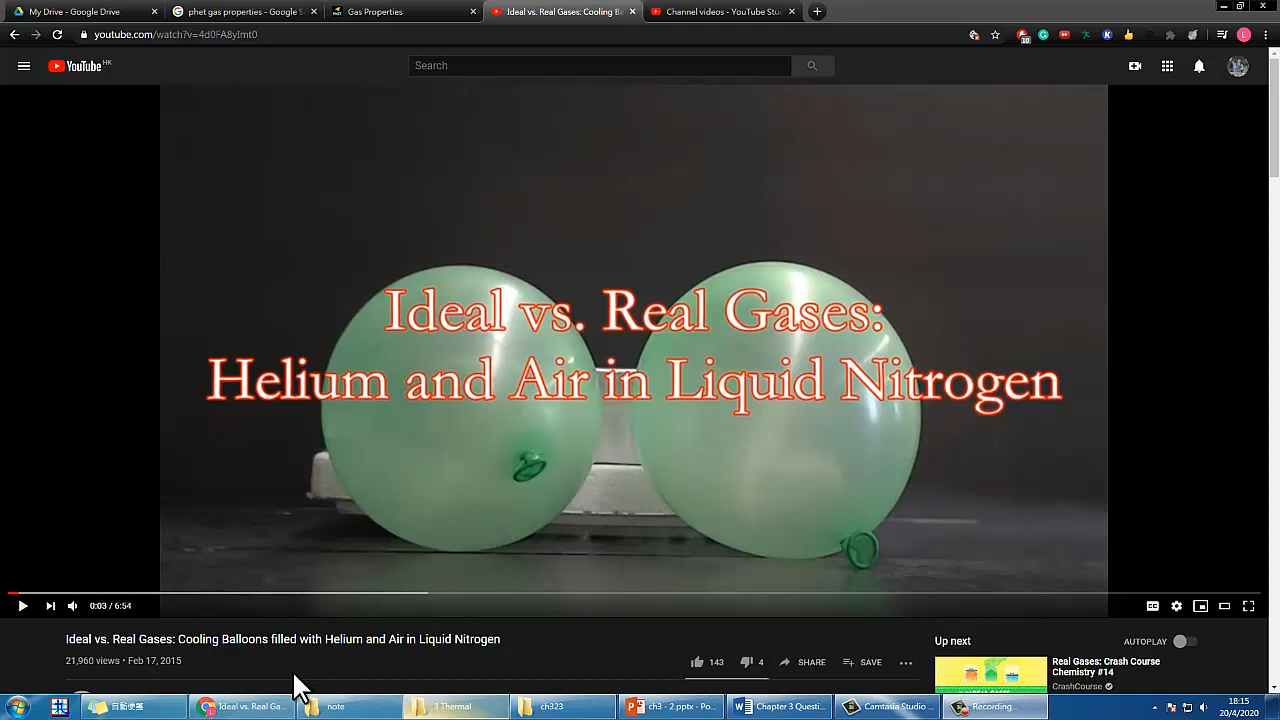 My Drive - Google Drive
phet gas properties - Google S
Gas Properties
Ideal vs. Real Gases: Cooling Ba
Channel videos - YouTube Stu
youtube.com/watch?v=4d0FA8yImt0
10
L
YouTube HK
Search
Ideal vs. Real Gases:
Helium and Air in Liquid Nitrogen
0:03 / 6:54
Ideal vs. Real Gases: Cooling Balloons filled with Helium and Air in Liquid Nitrogen
21,960 views • Feb 17, 2015
143
4
SHARE
SAVE
Up next
AUTOPLAY
Real Gases: Crash Course
Chemistry #14
CrashCourse
Ideal vs. Real Ga...
note
3 Thermal
ch323
ch3 - 2.pptx - Po...
Chapter 3 Questi...
Camtasia Studio ...
Recording...
18:15
20/4/2020